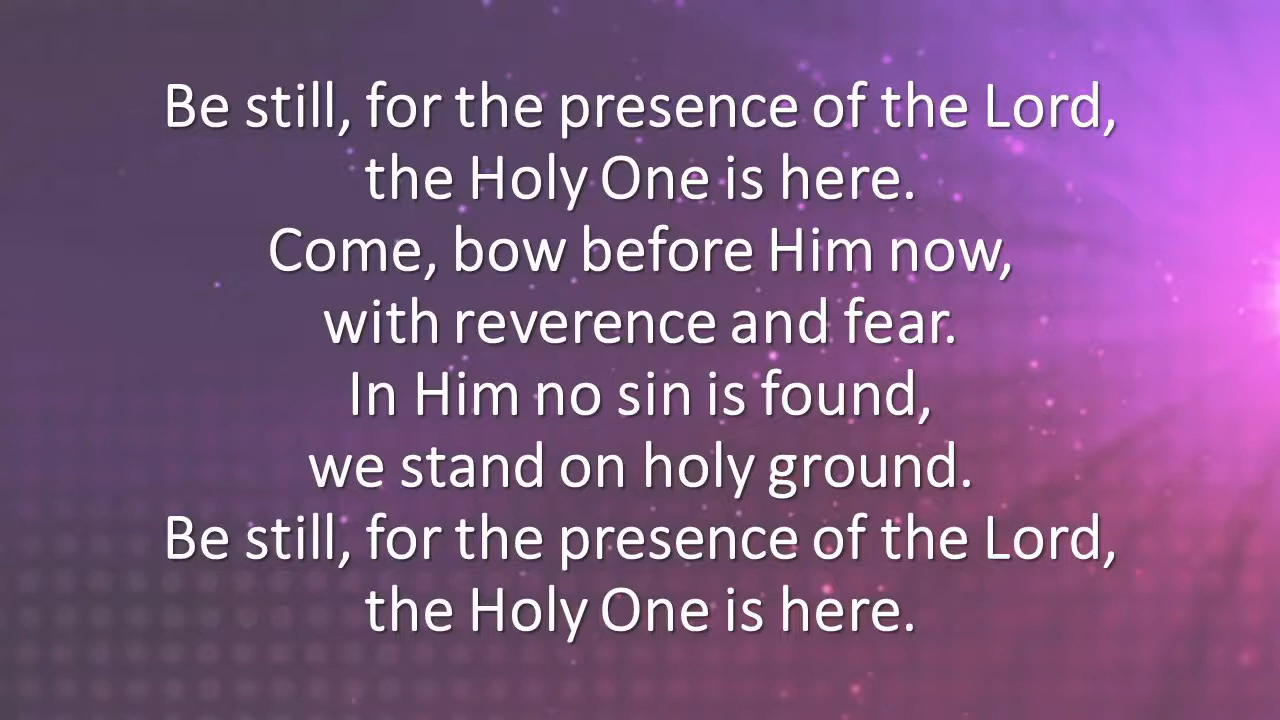 Be still, for the presence of the Lord,
the Holy One is here.
Come, bow before Him now,
with reverence and fear.
In Him no sin is found,
we stand on holy ground.
Be still, for the presence of the Lord,
the Holy One is here.